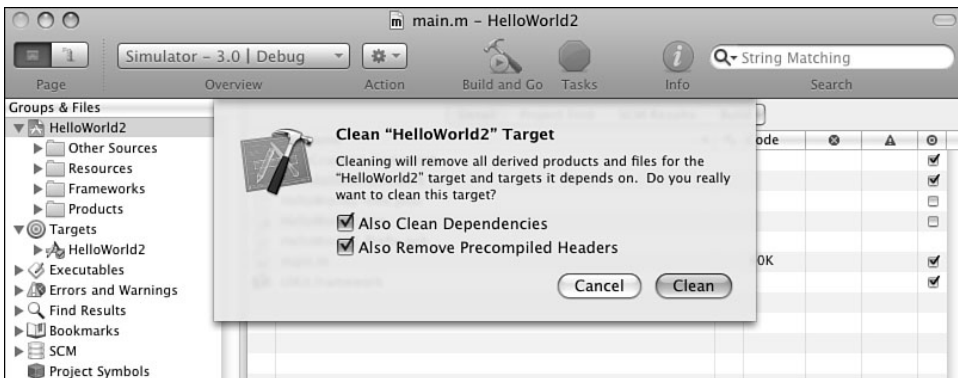 main.m – HelloWorld2
Simulator – 3.0 | Debug
String Matching
Page
Overview
Action
Build and Go
Tasks
Info
Search
Groups & Files
HelloWorld2
Other Sources
Resources
Frameworks
Products
Targets
HelloWorld2
Executables
Errors and Warnings
Find Results
Bookmarks
SCM
Project Symbols
Clean “HelloWorld2” Target
Cleaning will remove all derived products and files for the
“HelloWorld2” target and targets it depends on. Do you really
want to clean this target?
Also Clean Dependencies
Also Remove Precompiled Headers
Cancel
Clean